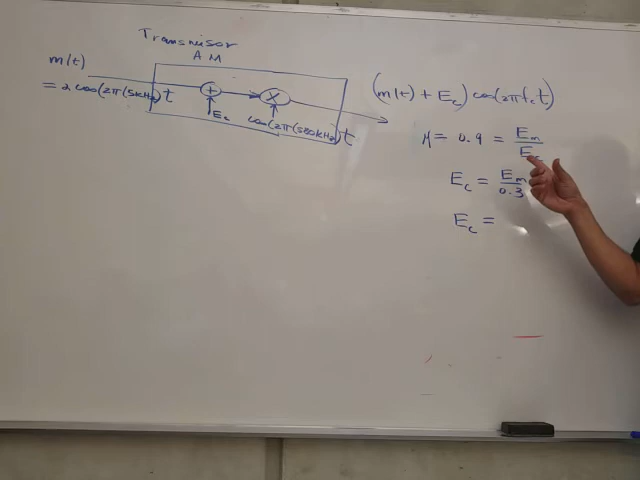 Transmisor
AM
m(t)
= 2 cos(2π(5kHz)t
+
x
Ec
cos(2π(580kHz)t
(m(t) + Ec) cos(2πfct)
μ = 0.9 = Em/Ec
Ec = Em/0.3
Ec =